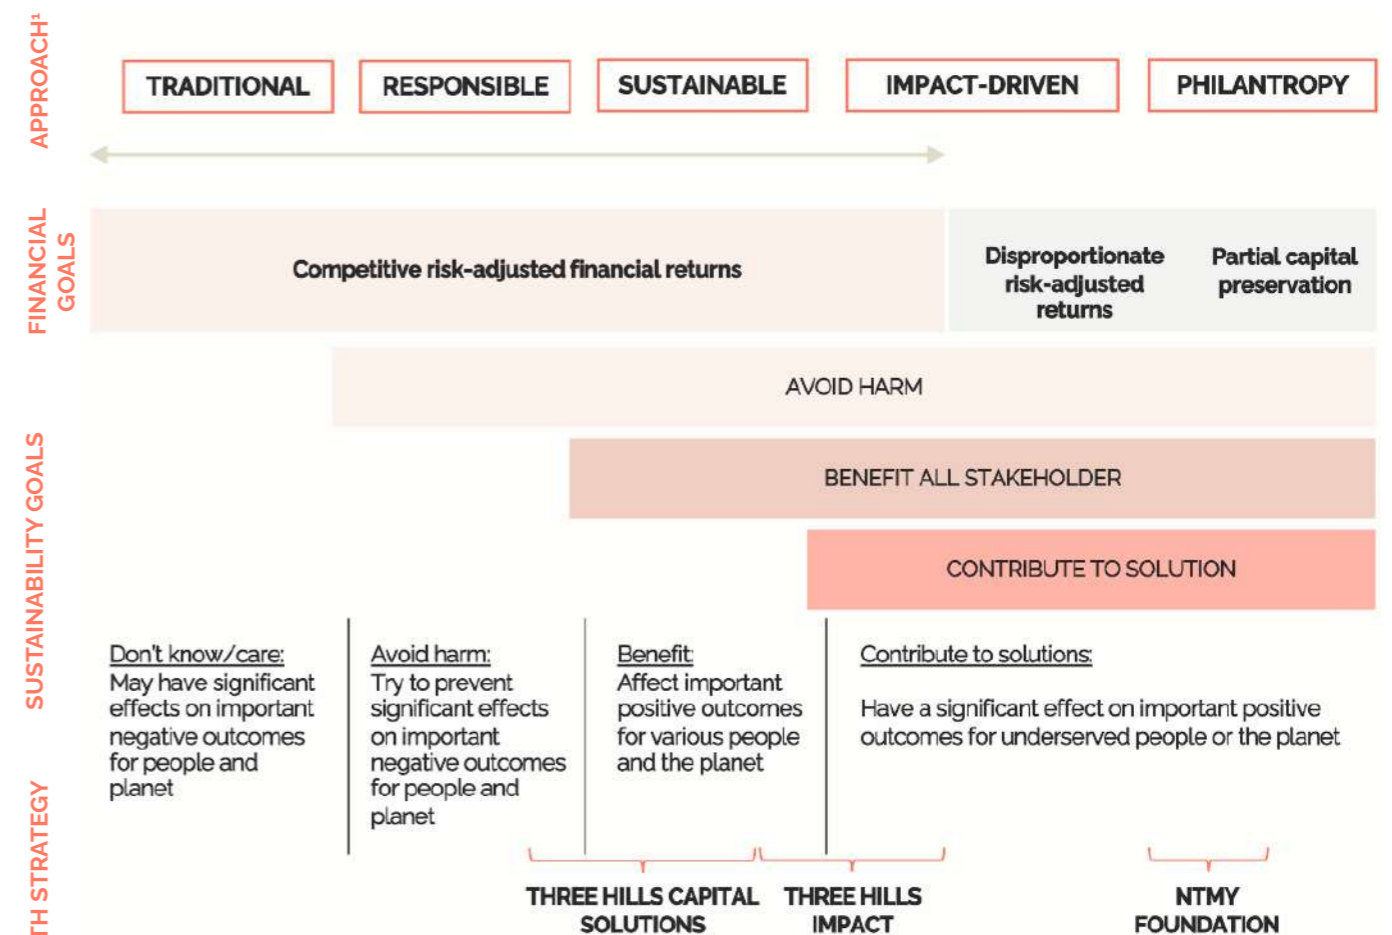 APPROACH¹
TRADITIONAL
RESPONSIBLE
SUSTAINABLE
IMPACT-DRIVEN
PHILANTROPY
FINANCIAL
GOALS
Competitive risk-adjusted financial returns
Disproportionate
risk-adjusted
returns
Partial capital
preservation
SUSTAINABILITY GOALS
AVOID HARM
BENEFIT ALL STAKEHOLDER
CONTRIBUTE TO SOLUTION
Don't know/care:
May have significant
effects on important
negative outcomes
for people and
planet
Avoid harm:
Try to prevent
significant effects
on important
negative outcomes
for people and
planet
Benefit:
Affect important
positive outcomes
for various people
and the planet
Contribute to solutions:
Have a significant effect on important positive
outcomes for underserved people or the planet
TH STRATEGY
THREE HILLS CAPITAL
SOLUTIONS
THREE HILLS
IMPACT
NTMY
FOUNDATION